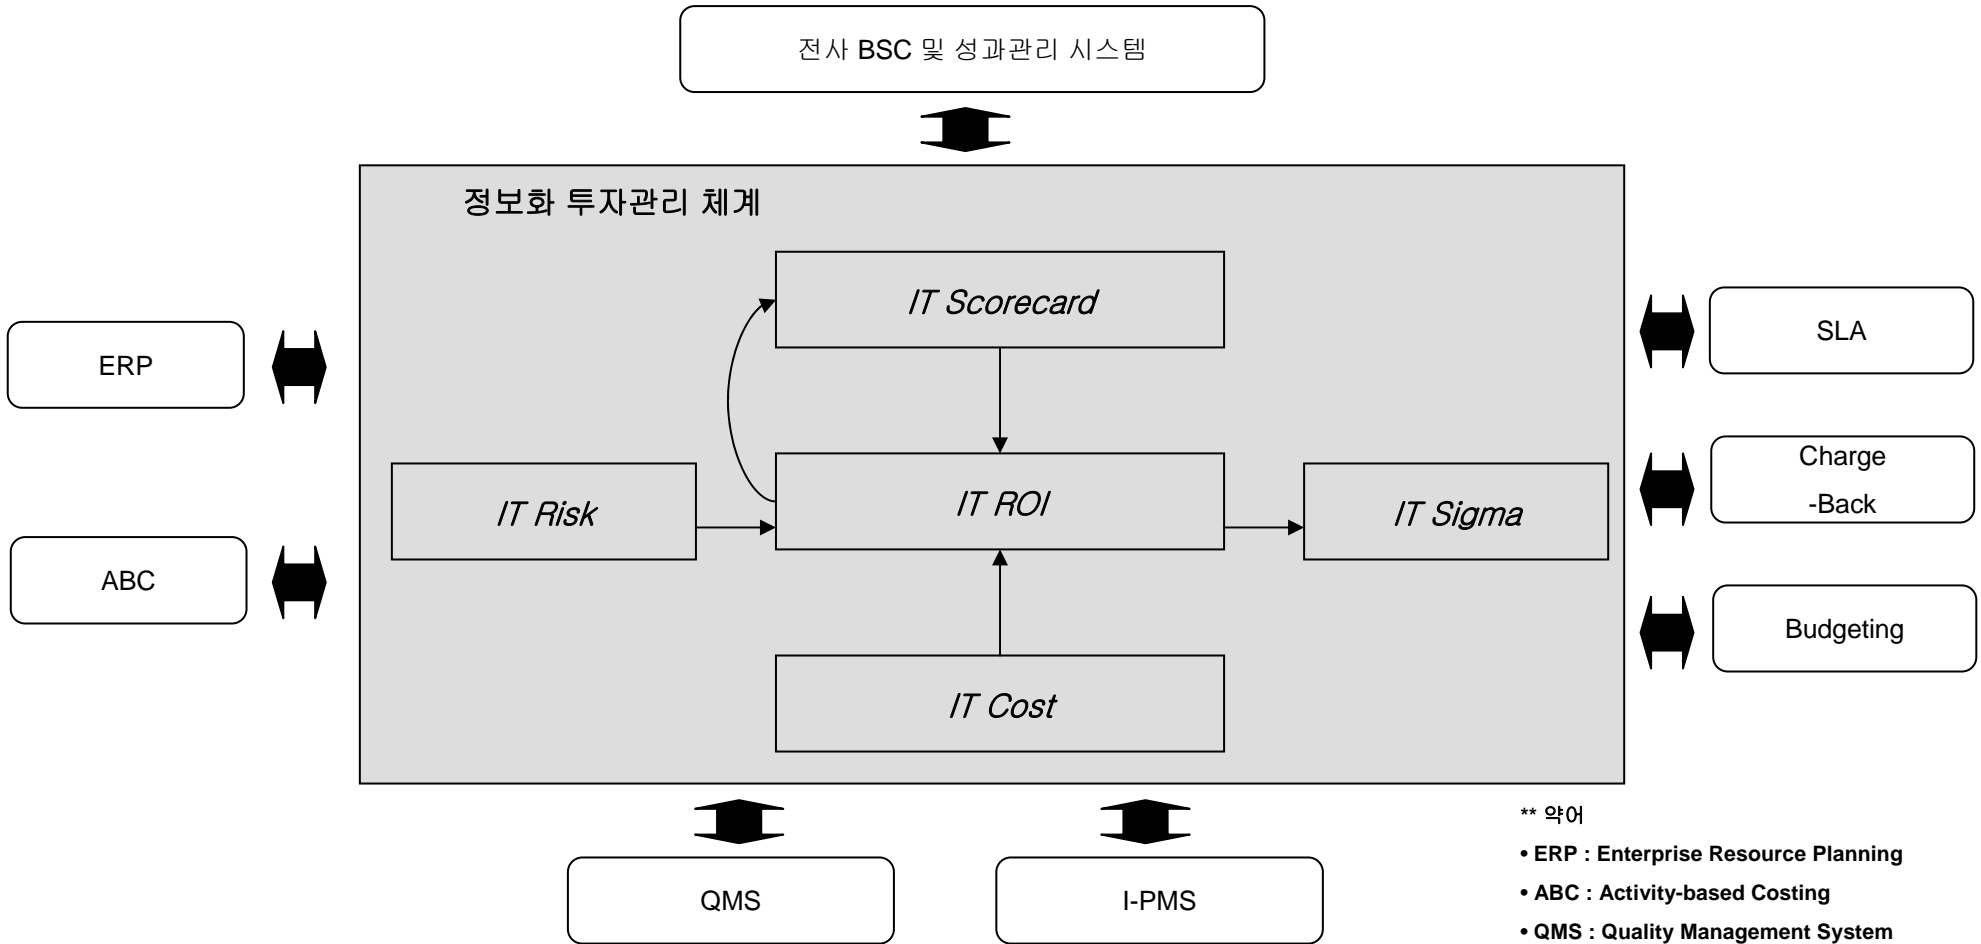 전사 BSC 및 성과관리 시스템
정보화 투자관리 체계
IT Scorecard
ERP
SLA
IT Risk
IT ROI
IT Sigma
Charge
-Back
ABC
Budgeting
IT Cost
QMS
I-PMS
** 약어
• ERP : Enterprise Resource Planning
• ABC : Activity-based Costing
• QMS : Quality Management System